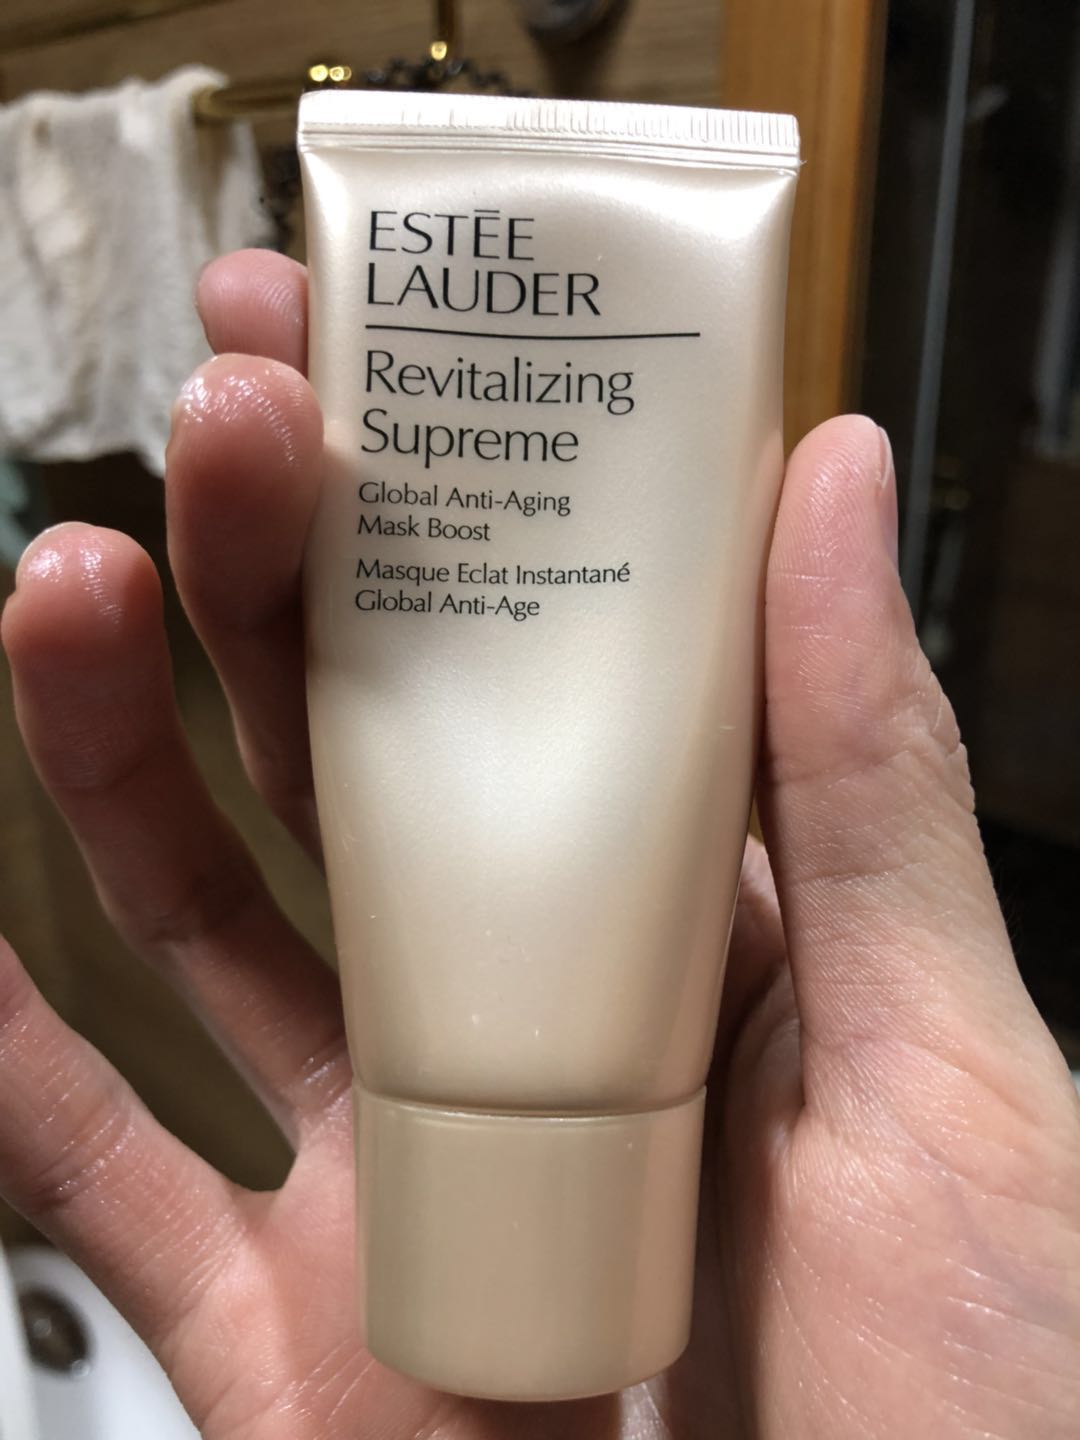 ESTĒE
LAUDER
Revitalizing
Supreme
Global Anti-Aging
Mask Boost
Masque Eclat Instantané
Global Anti-Age